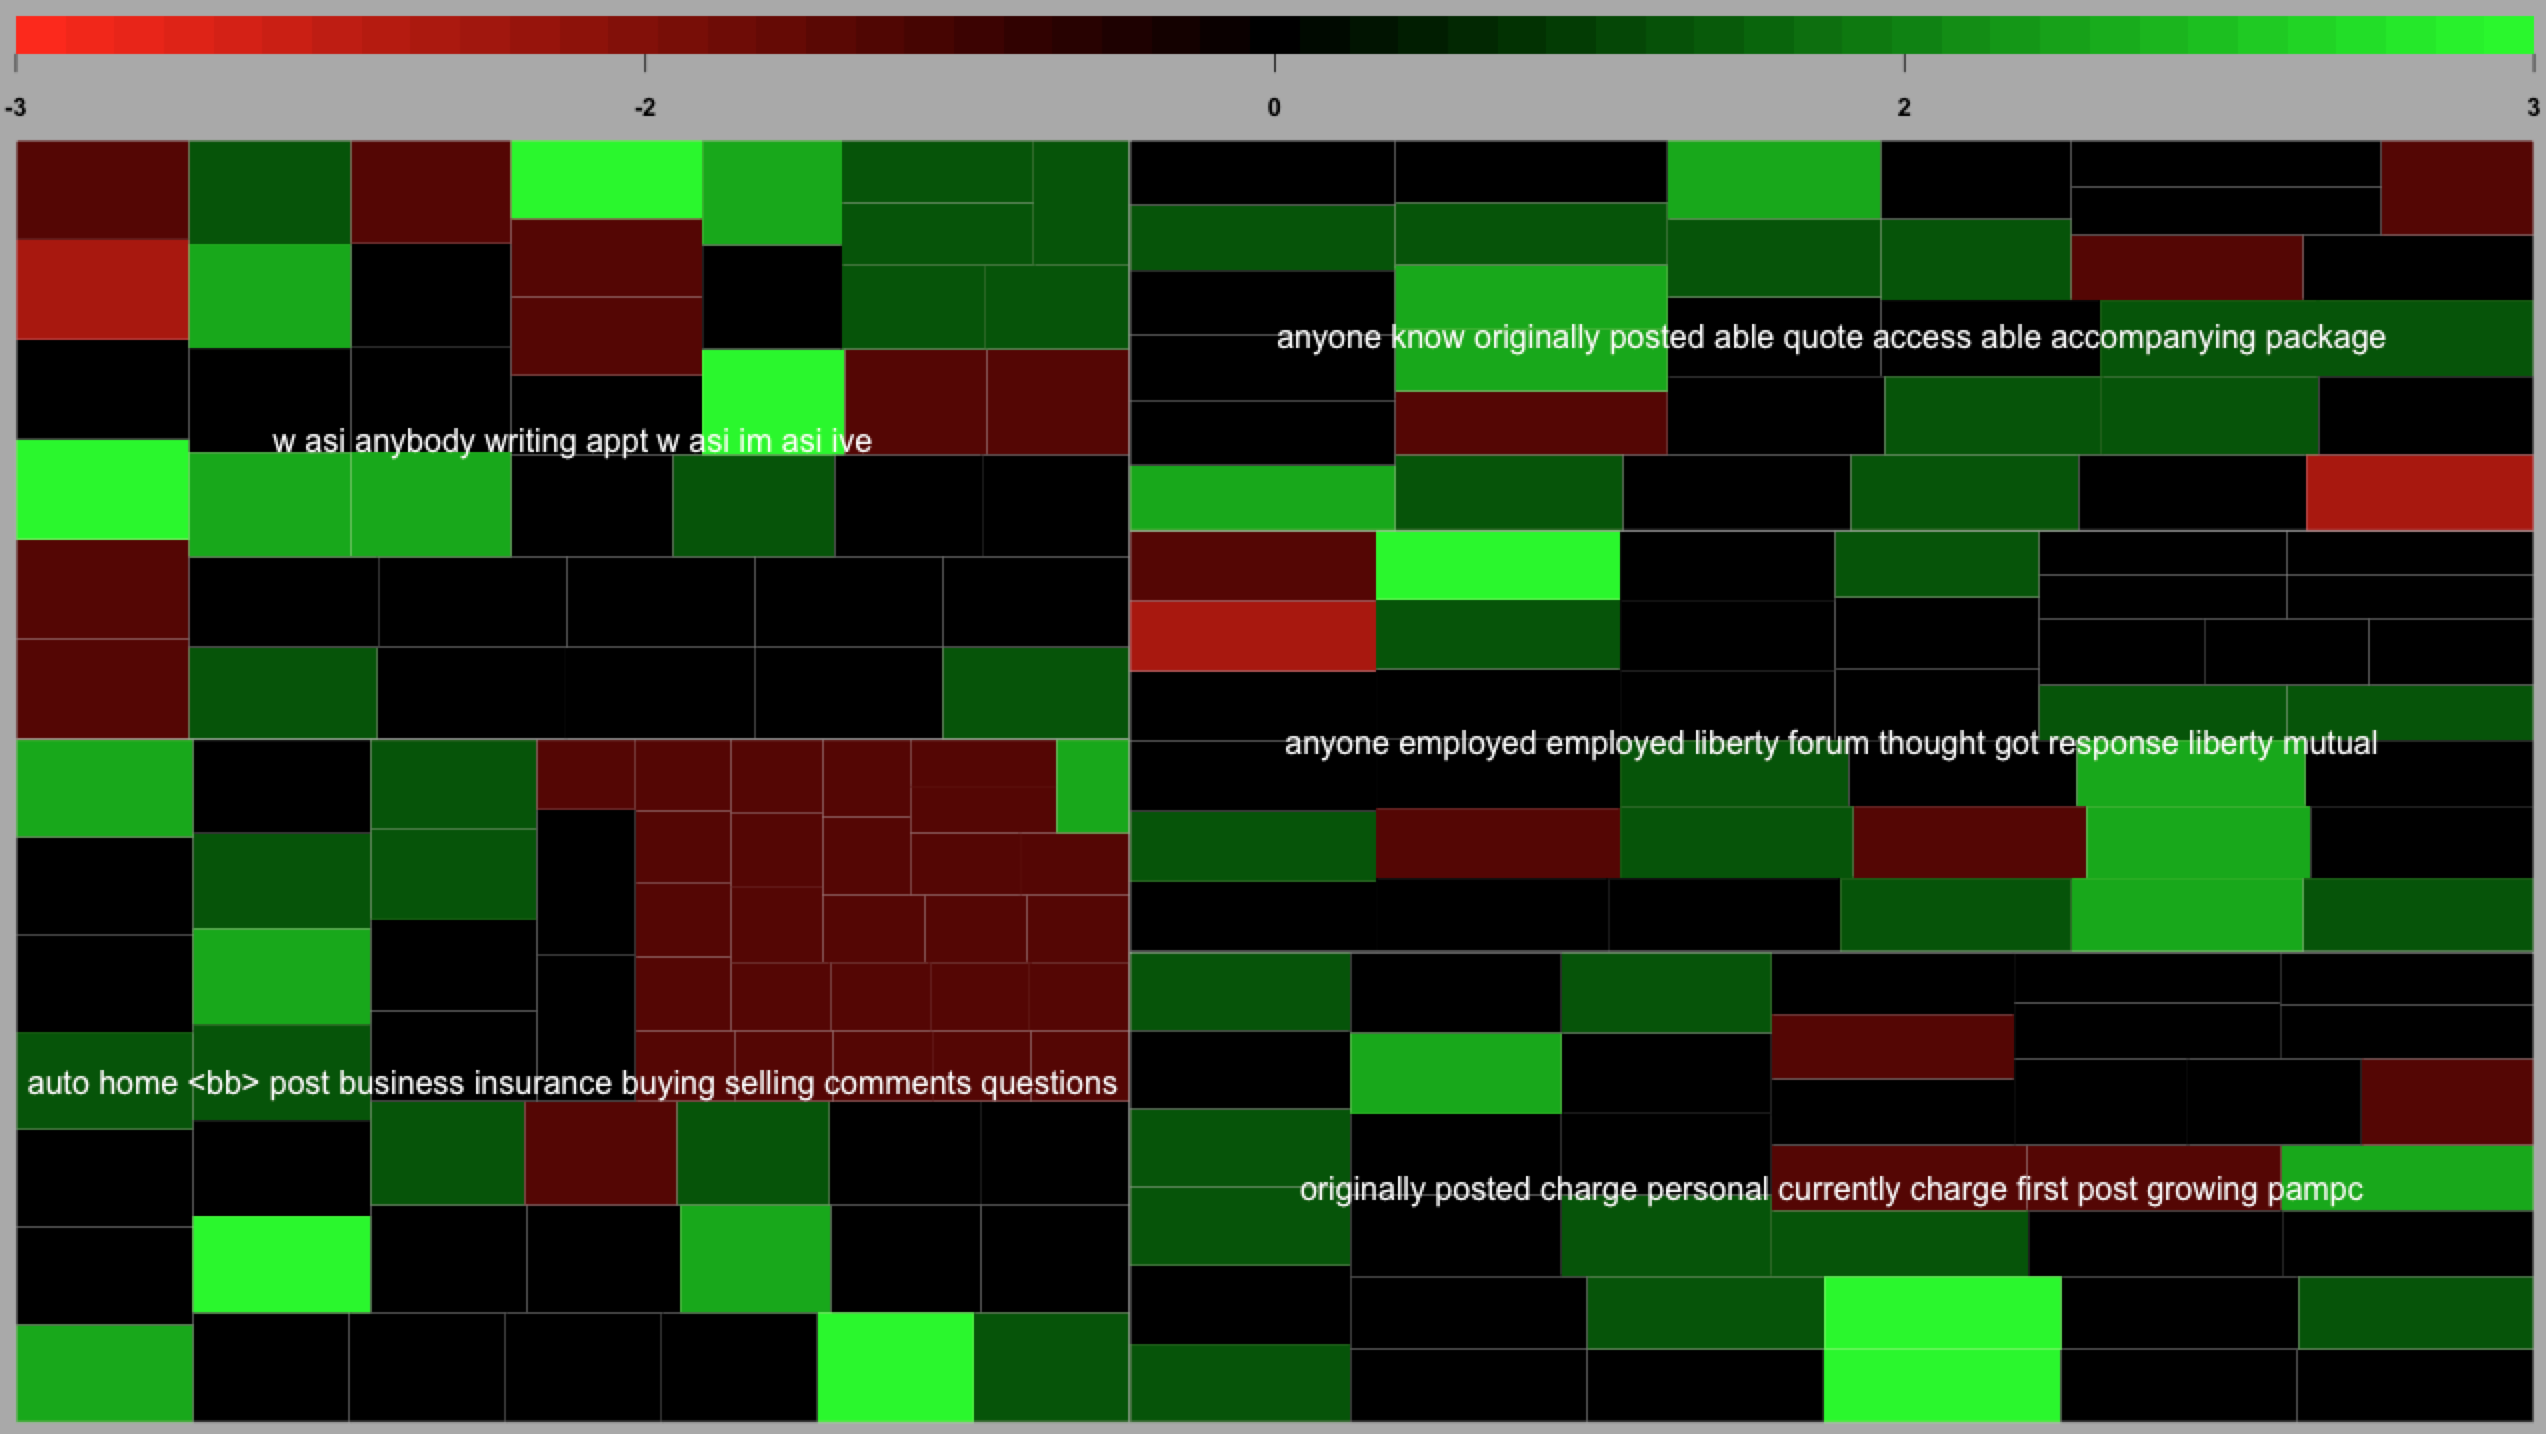 -3 -2 0 2 3
anyone know originally posted able quote access able accompanying package
w asi anybody writing appt w asi im asi ive
anyone employed employed liberty forum thought got response liberty mutual
auto home <bb> post business insurance buying selling comments questions
originally posted charge personal currently charge first post growing pampc